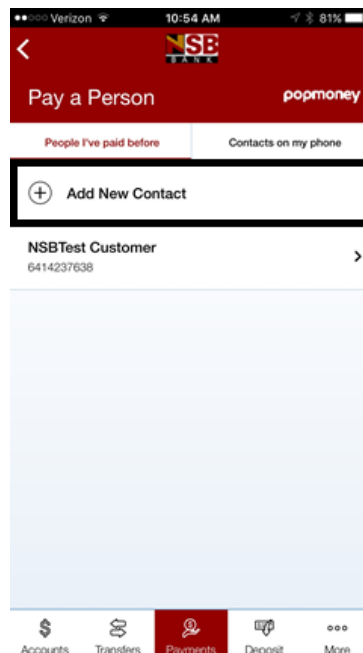 Verizon 10:54 AM 81%
NSB
BANK
Pay a Person popmoney
People I've paid before Contacts on my phone
Add New Contact
NSBTest Customer
6414237638
Accounts Transfers Payments Deposit More